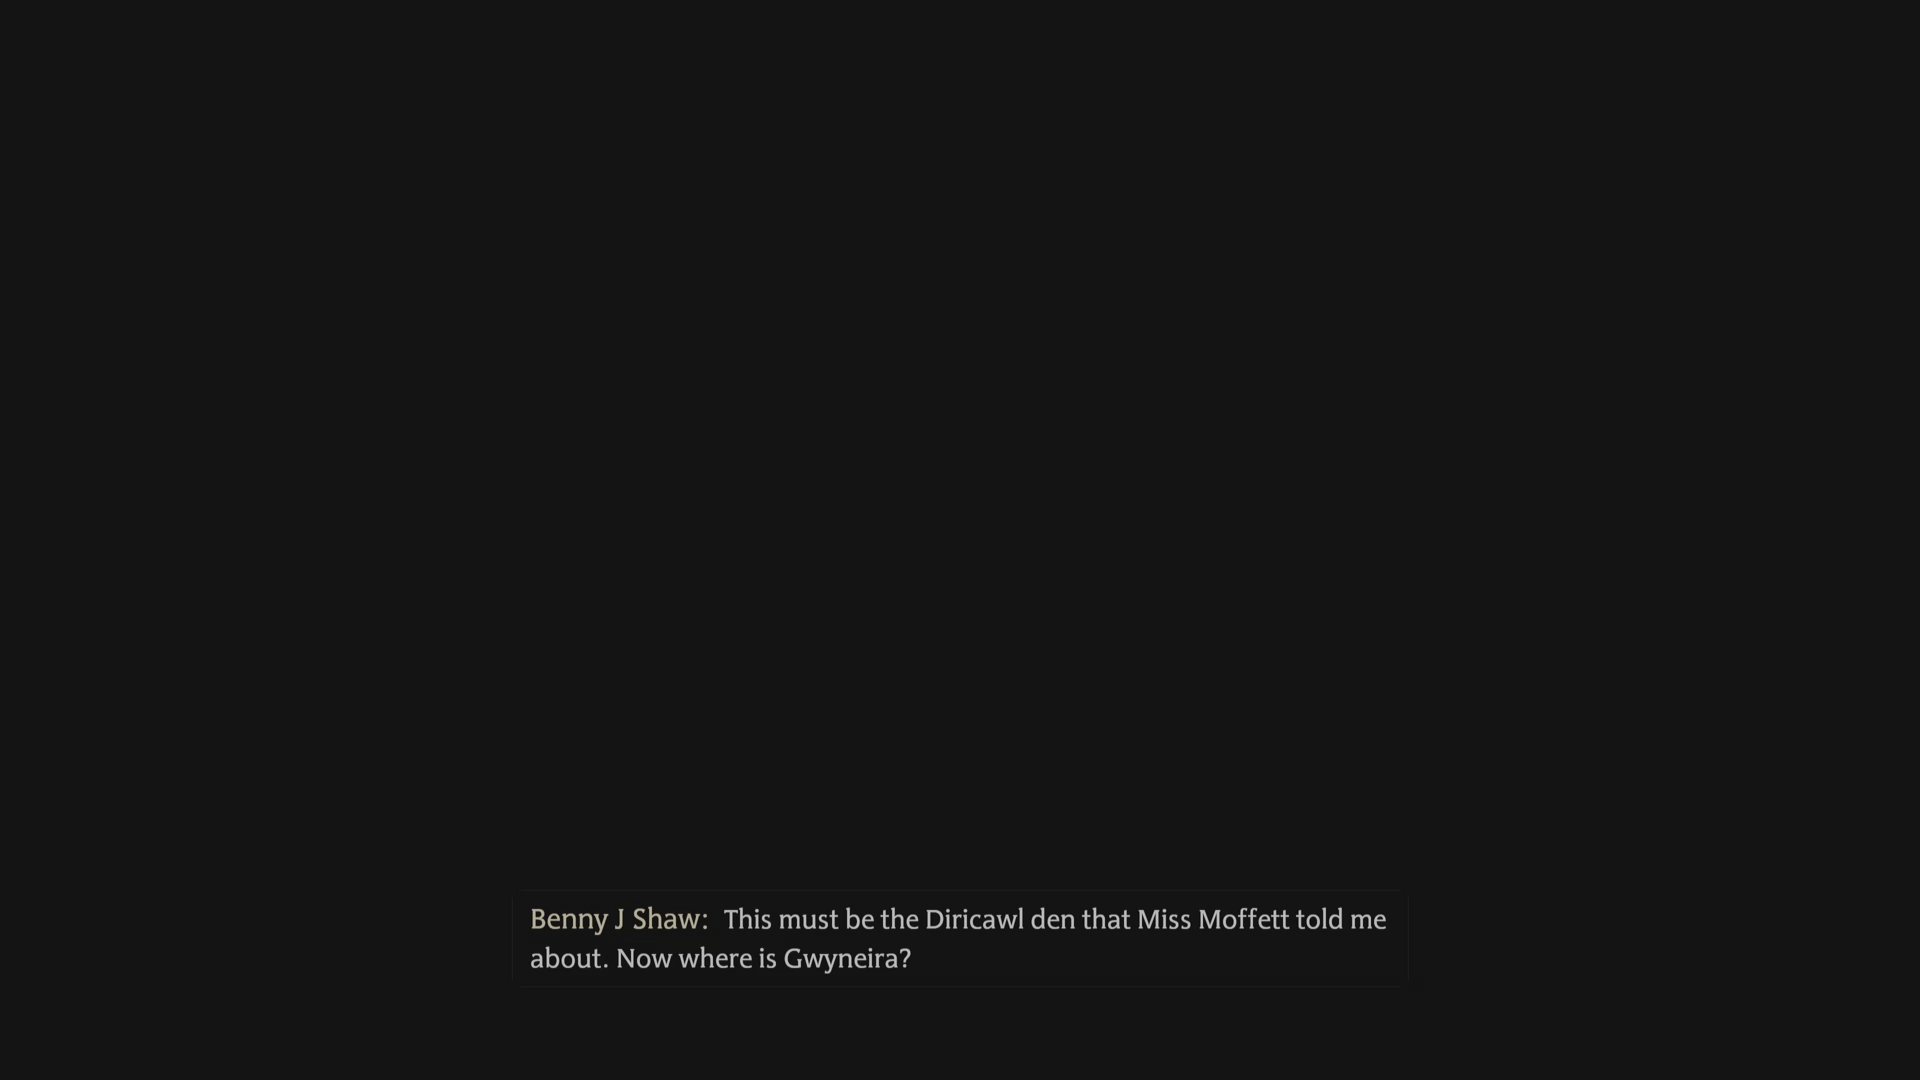 Benny J Shaw: This must be the Diricawl den that Miss Moffett told me
about. Now where is Gwyneira?